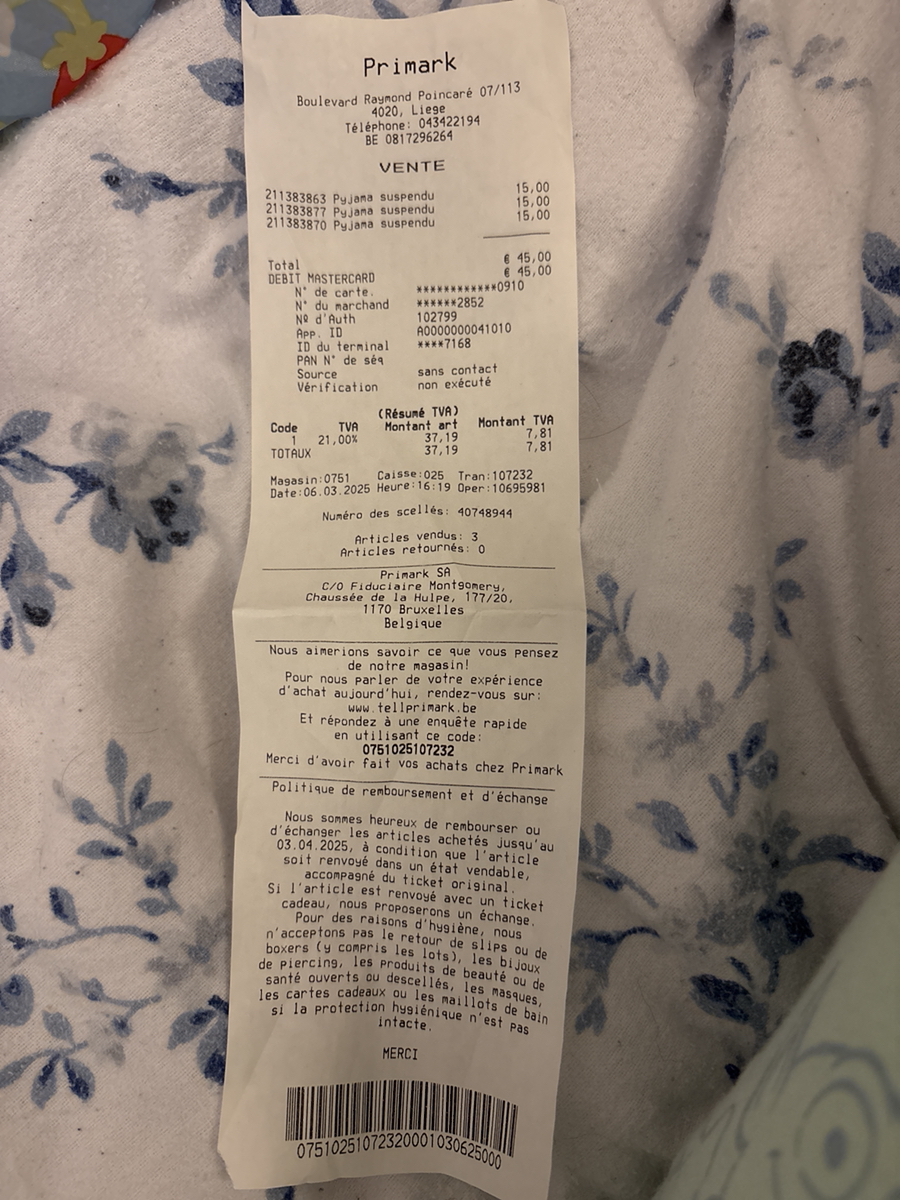 Primark
Boulevard Raymond Poincaré 07/113
4020, Liege
Téléphone: 043422194
BE 0817296264
VENTE
211383863 Pyjama suspendu 15,00
211383877 Pyjama suspendu 15,00
211383870 Pyjama suspendu 15,00
Total € 45,00
DEBIT MASTERCARD € 45,00
N° de carte. ************0910
N° du marchand ******2852
Nº d'Auth 102799
App. ID A0000000041010
ID du terminal ****7168
PAN N° de séq
Source sans contact
Vérification non exécuté
(Résumé TVA)
Code TVA Montant art Montant TVA
1 21,00% 37,19 7,81
TOTAUX 37,19 7,81
Magasin:0751 Caisse:025 Tran:107232
Date:06.03.2025 Heure:16:19 Oper:10695981
Numéro des scellés: 40748944
Articles vendus: 3
Articles retournés: 0
Primark SA
C/O Fiduciaire Montgomery,
Chaussée de la Hulpe, 177/20,
1170 Bruxelles
Belgique
Nous aimerions savoir ce que vous pensez
de notre magasin!
Pour nous parler de votre expérience
d'achat aujourd'hui, rendez-vous sur:
www.tellprimark.be
Et répondez à une enquête rapide
en utilisant ce code:
0751025107232
Merci d'avoir fait vos achats chez Primark
Politique de remboursement et d'échange
Nous sommes heureux de rembourser ou
d'échanger les articles achetés jusqu'au
03.04.2025, à condition que l'article
soit renvoyé dans un état vendable,
accompagné du ticket original.
Si l'article est renvoyé avec un ticket
cadeau, nous proposerons un échange.
Pour des raisons d'hygiène, nous
n'acceptons pas le retour de slips ou de
boxers (y compris les lots), les bijoux
de piercing, les produits de beauté ou de
santé ouverts ou descellés, les masques,
les cartes cadeaux ou les maillots de bain
si la protection hygiénique n'est pas
intacte.
MERCI
0751025107232000103​0625000